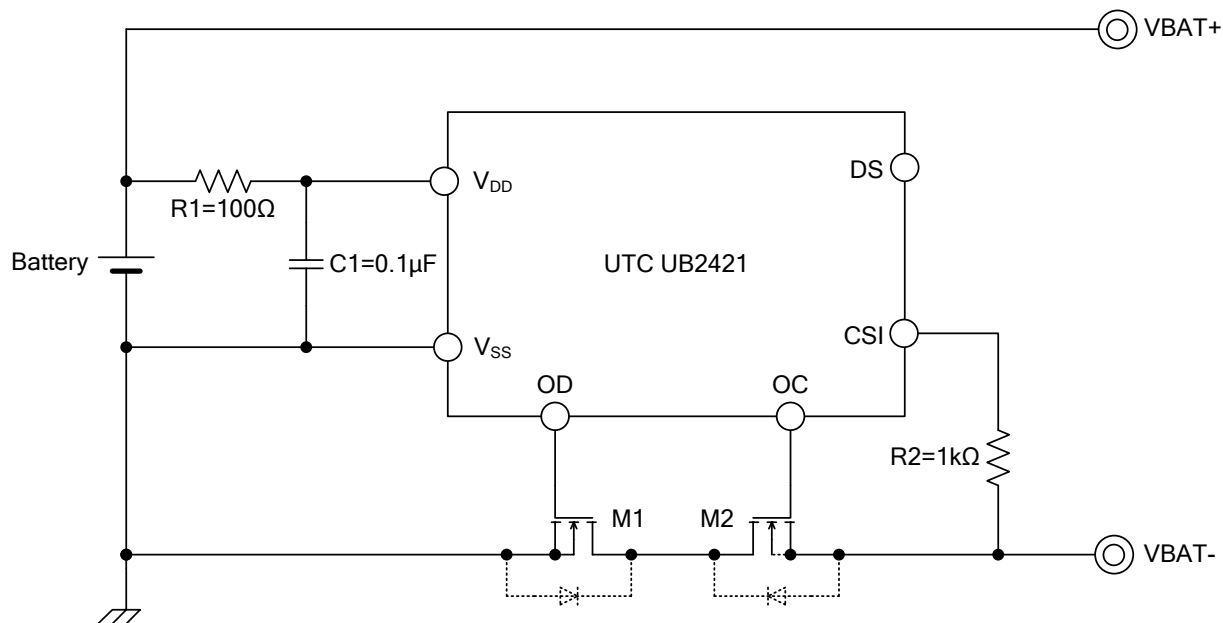 VBAT+
DS
VDD
R1=100Ω
Battery
C1=0.1µF
UTC UB2421
CSI
VSS
OD
OC
R2=1kΩ
M1
M2
VBAT-